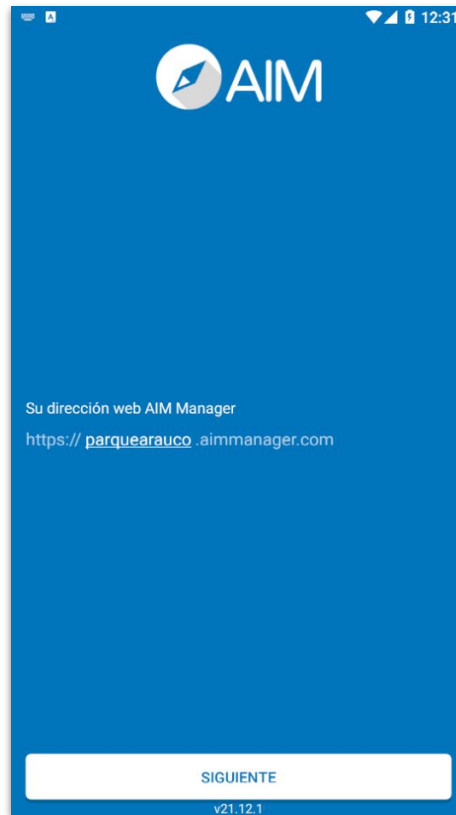 12:31
AIM
Su dirección web AIM Manager
https:// parquearauco .aimmanager.com
SIGUIENTE
v21.12.1